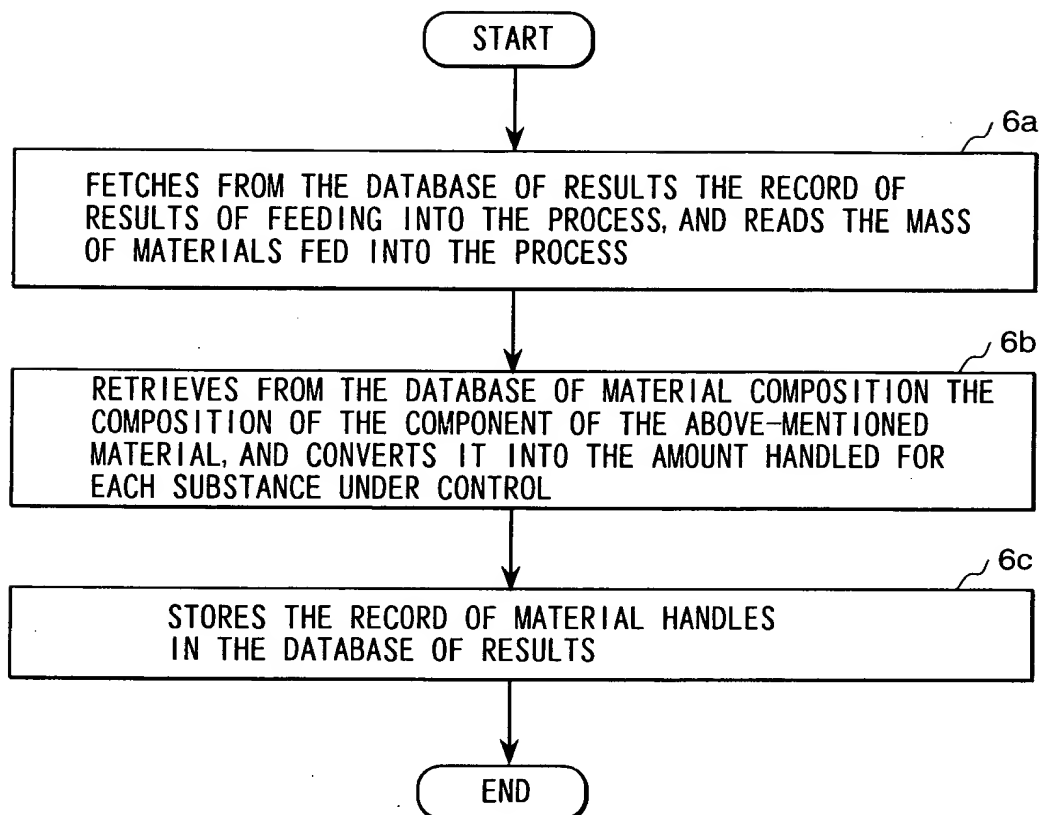 START
6a
FETCHES FROM THE DATABASE OF RESULTS THE RECORD OF
RESULTS OF FEEDING INTO THE PROCESS, AND READS THE MASS
OF MATERIALS FED INTO THE PROCESS
6b
RETRIEVES FROM THE DATABASE OF MATERIAL COMPOSITION THE
COMPOSITION OF THE COMPONENT OF THE ABOVE-MENTIONED
MATERIAL, AND CONVERTS IT INTO THE AMOUNT HANDLED FOR
EACH SUBSTANCE UNDER CONTROL
6c
STORES THE RECORD OF MATERIAL HANDLES
IN THE DATABASE OF RESULTS
END